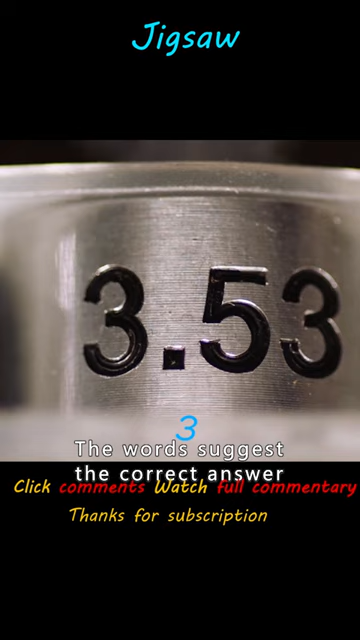 Jigsaw
3.53
3
The words suggest
the correct answer
Click comments Watch full commentary
Thanks for subscription